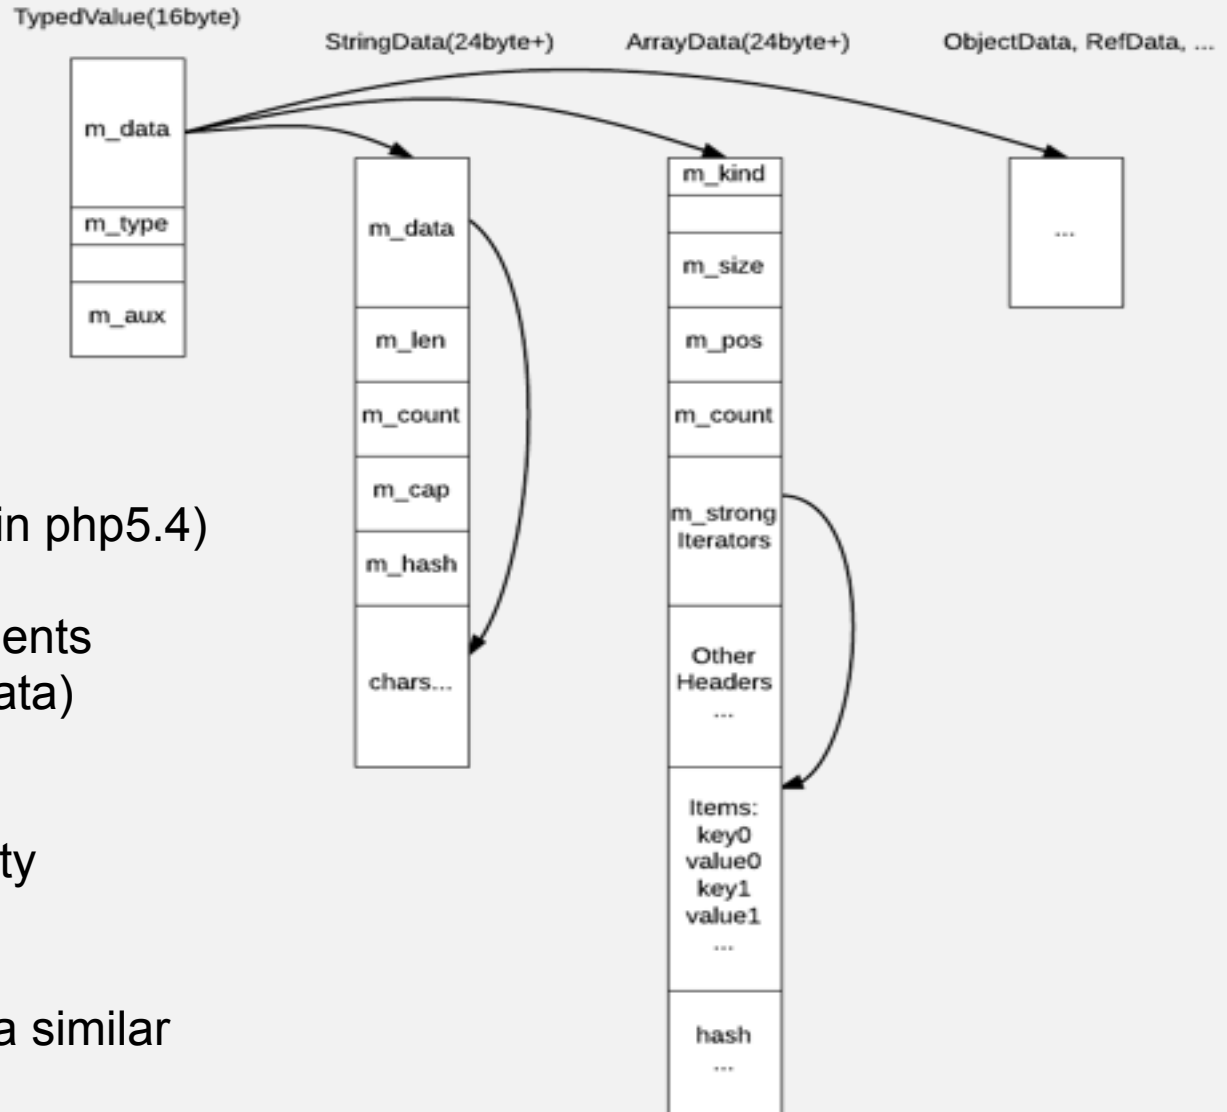 TypedValue(16byte)
StringData(24byte+)
ArrayData(24byte+)
ObjectData, RefData, ...
m_data
m_type
m_aux
m_data
m_len
m_count
m_cap
m_hash
chars...
m_kind
m_size
m_pos
m_count
m_strong
Iterators
Other
Headers
...
Items:
key0
value0
key1
value1
...
hash
...
...
in php5.4)
ents
ata)
ty
a similar